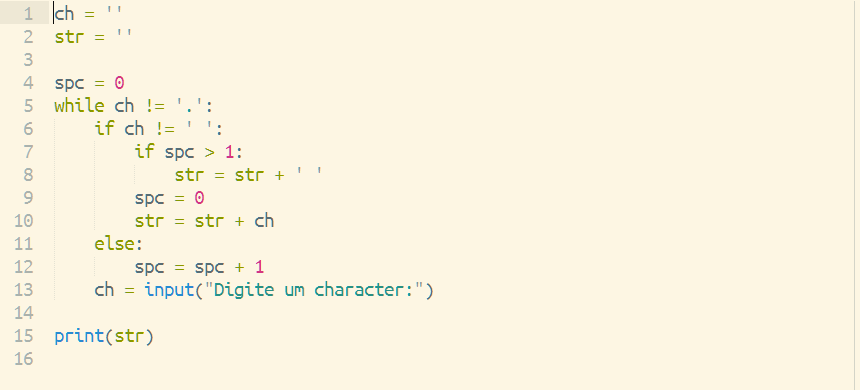 1 ch = ''
2 str = ''
3
4 spc = 0
5 while ch != '.':
6     if ch != ' ':
7         if spc > 1:
8             str = str + ' '
9         spc = 0
10         str = str + ch
11     else:
12         spc = spc + 1
13     ch = input("Digite um character:")
14
15 print(str)
16